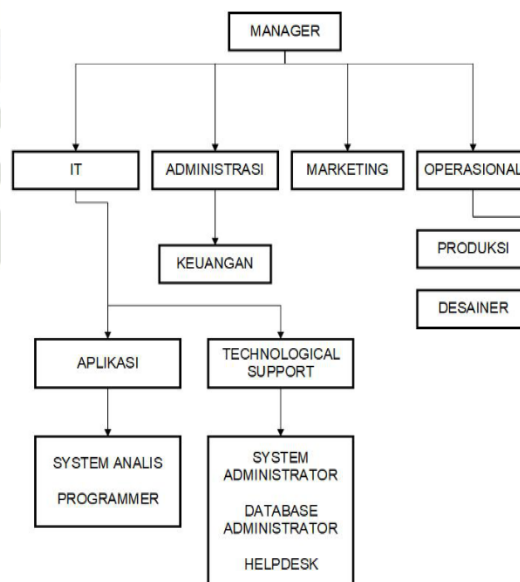 MANAGER
IT
ADMINISTRASI
MARKETING
OPERASIONAL
KEUANGAN
PRODUKSI
DESAINER
APLIKASI
TECHNOLOGICAL
SUPPORT
SYSTEM ANALIS
PROGRAMMER
SYSTEM
ADMINISTRATOR
DATABASE
ADMINISTRATOR
HELPDESK